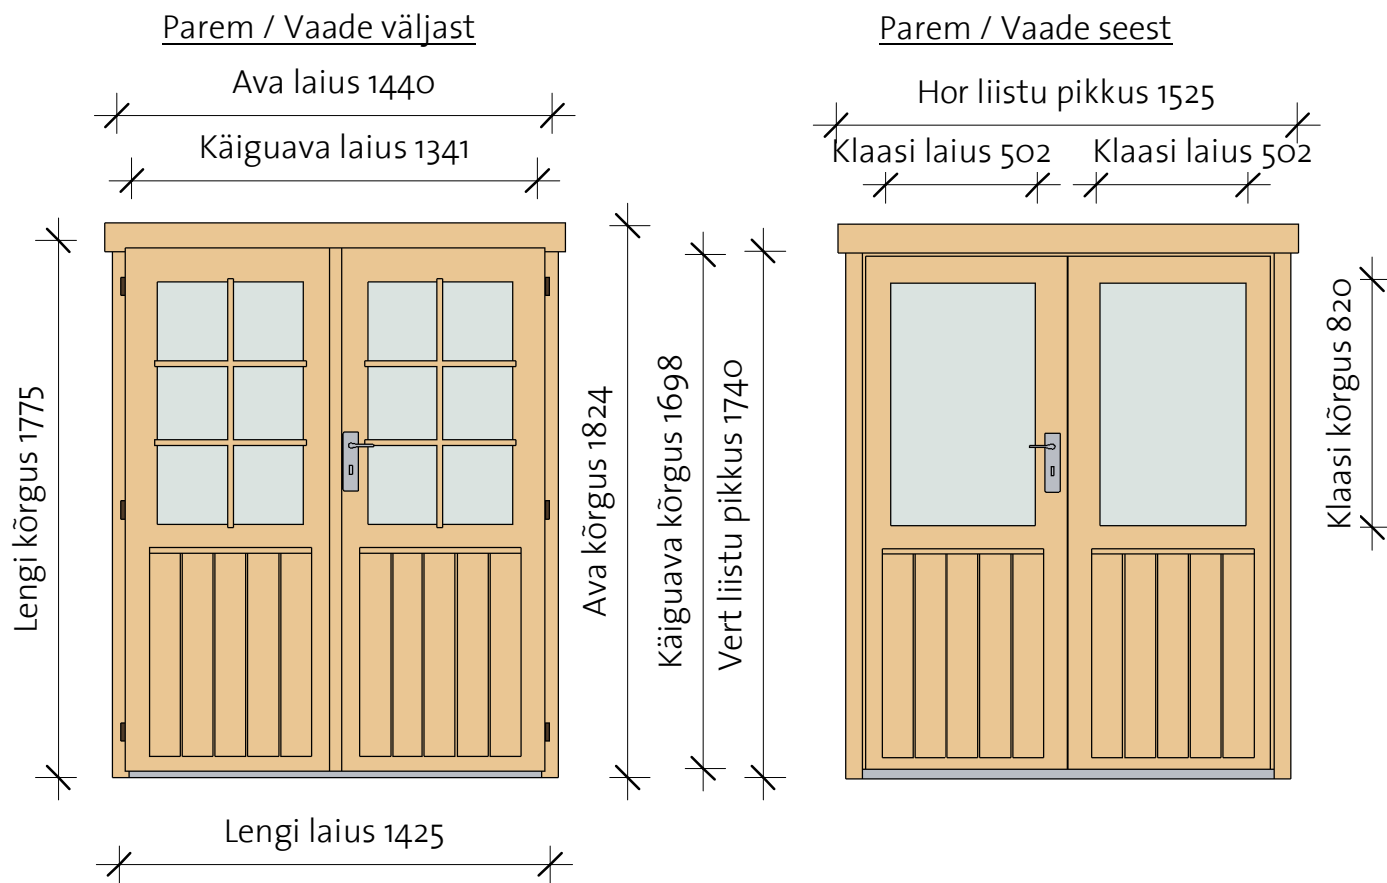 Parem / Vaade väljast
Parem / Vaade seest
Ava laius 1440
Hor liistu pikkus 1525
Käiguava laius 1341
Klaasi laius 502
Klaasi laius 502
Lengi kõrgus 1775
Ava kõrgus 1824
Käiguava kõrgus 1698
Vert liistu pikkus 1740
Klaasi kõrgus 820
Lengi laius 1425